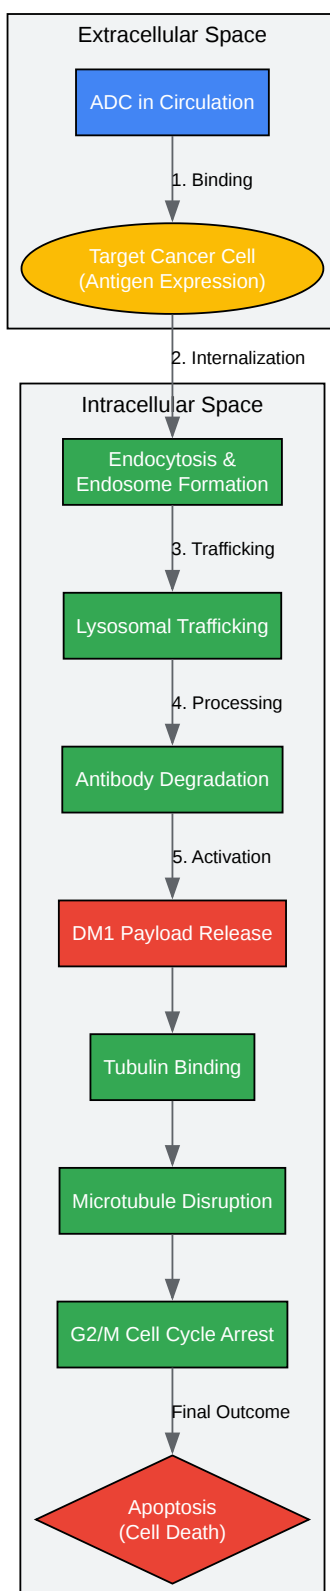 Extracellular Space
ADC in Circulation
1. Binding
Target Cancer Cell
(Antigen Expression)
2. Internalization
Intracellular Space
Endocytosis &
Endosome Formation
3. Trafficking
Lysosomal Trafficking
4. Processing
Antibody Degradation
5. Activation
DM1 Payload Release
Tubulin Binding
Microtubule Disruption
G2/M Cell Cycle Arrest
Final Outcome
Apoptosis
(Cell Death)